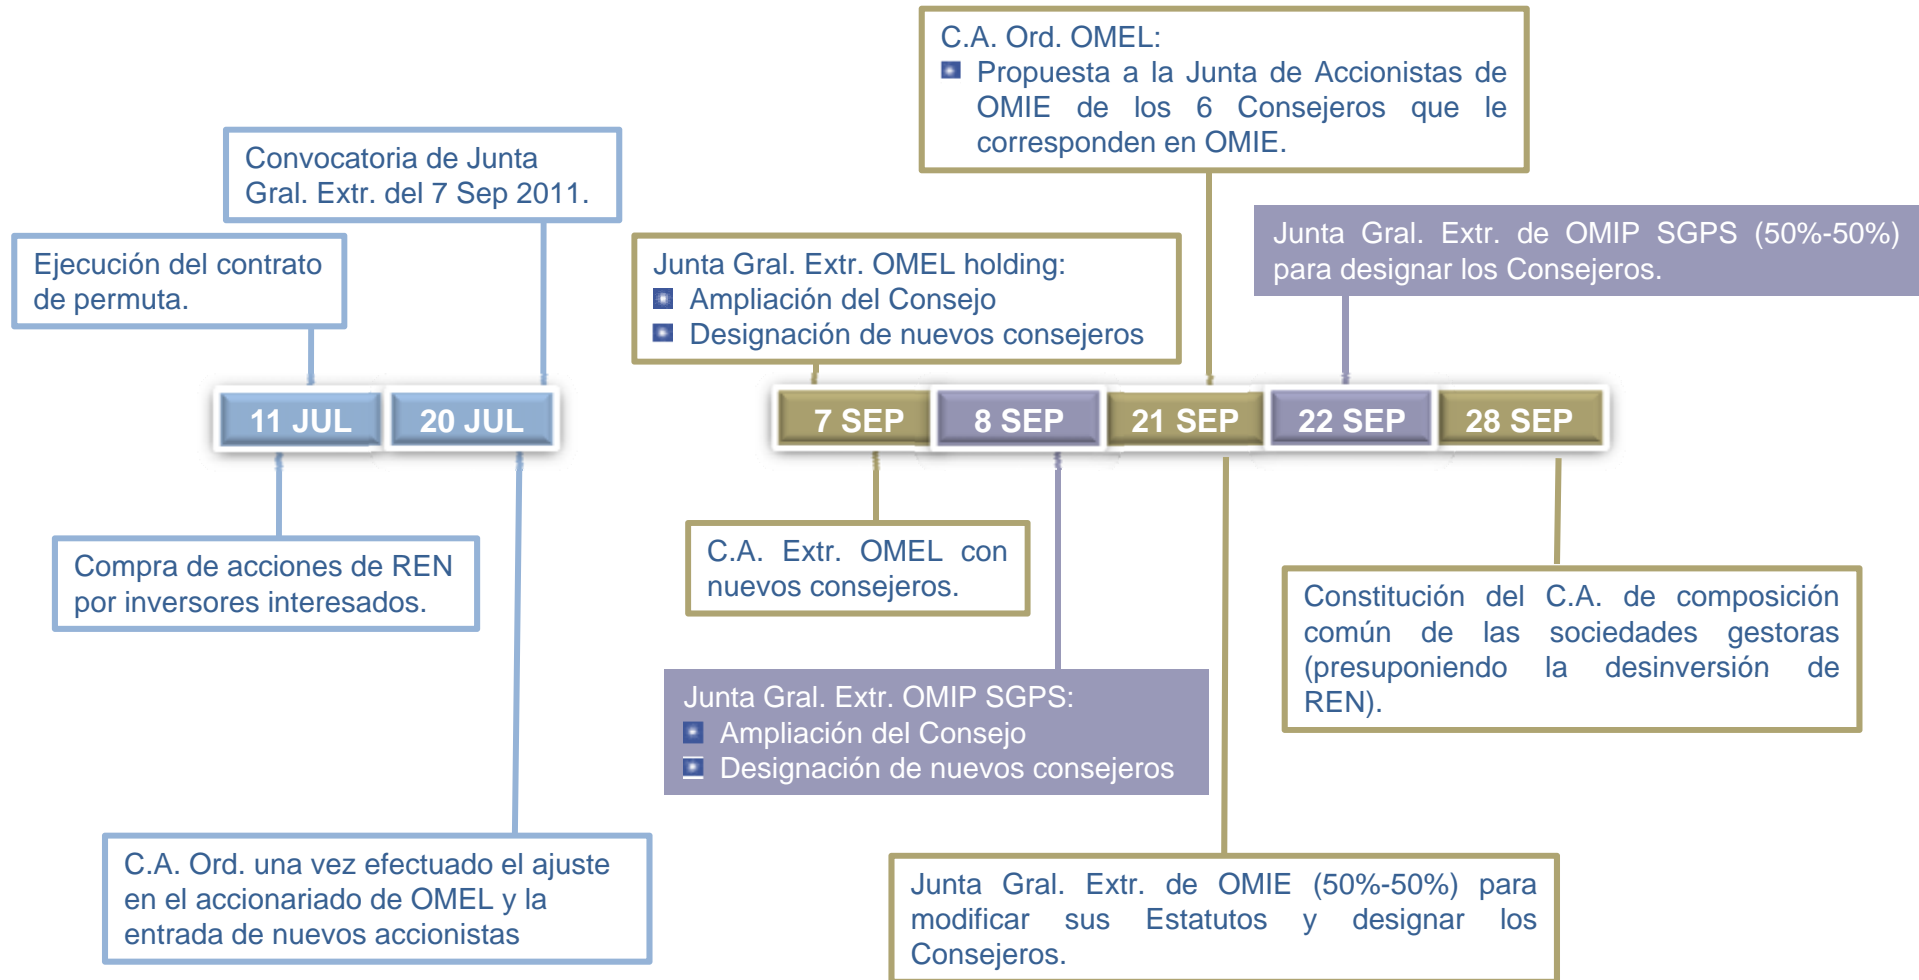 C.A. Ord. OMEL:
Propuesta a la Junta de Accionistas de
OMIE de los 6 Consejeros que le
corresponden en OMIE.
Convocatoria de Junta
Gral. Extr. del 7 Sep 2011.
Junta Gral. Extr. de OMIP SGPS (50%-50%)
para designar los Consejeros.
Ejecución del contrato
de permuta.
Junta Gral. Extr. OMEL holding:
Ampliación del Consejo
Designación de nuevos consejeros
11 JUL
20 JUL
7 SEP
8 SEP
21 SEP
22 SEP
28 SEP
Compra de acciones de REN
por inversores interesados.
C.A. Extr. OMEL con
nuevos consejeros.
Constitución del C.A. de composición
común de las sociedades gestoras
(presuponiendo la desinversión de
REN).
Junta Gral. Extr. OMIP SGPS:
Ampliación del Consejo
Designación de nuevos consejeros
C.A. Ord. una vez efectuado el ajuste
en el accionariado de OMEL y la
entrada de nuevos accionistas
Junta Gral. Extr. de OMIE (50%-50%) para
modificar sus Estatutos y designar los
Consejeros.